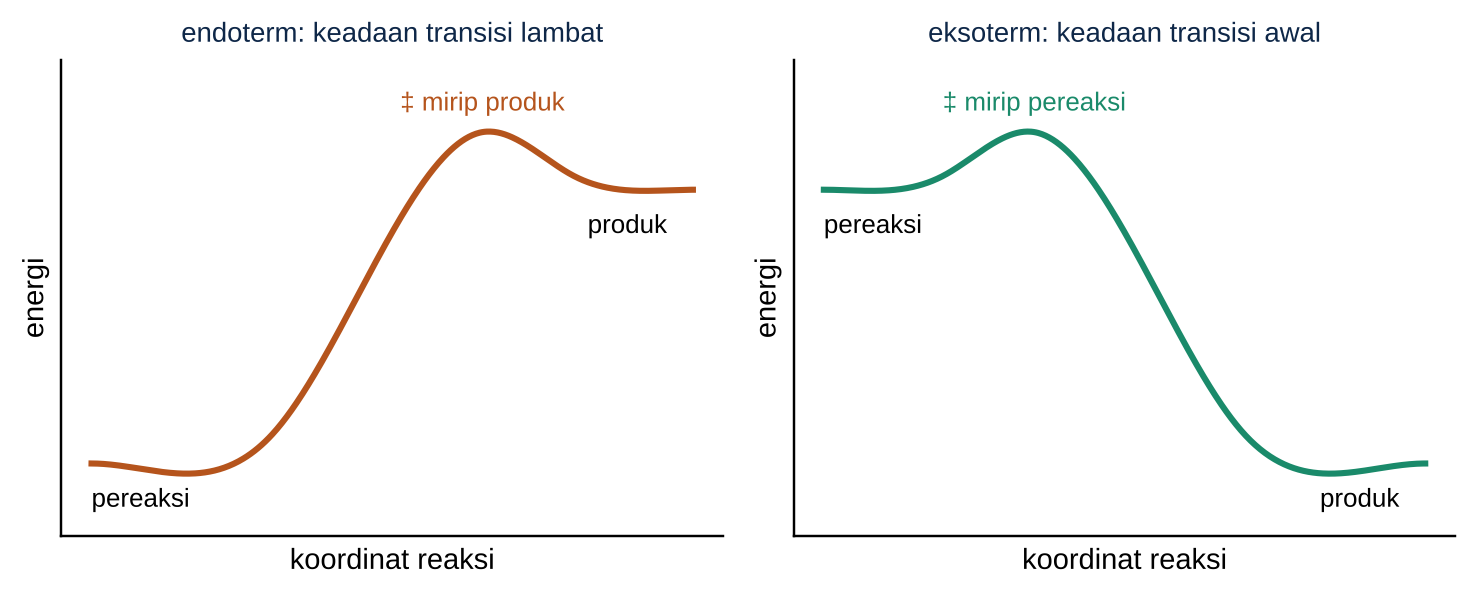 endoterm: keadaan transisi lambat
‡ mirip produk
produk
pereaksi
energi
koordinat reaksi
eksoterm: keadaan transisi awal
‡ mirip pereaksi
pereaksi
produk
energi
koordinat reaksi